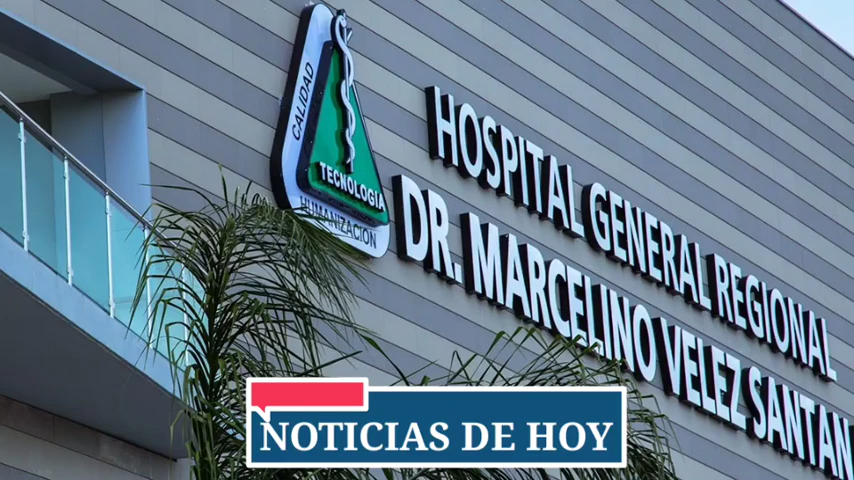 CALIDAD
TECNOLOGIA
HUMANIZACION
HOSPITAL GENERAL REGIONAL
DR. MARCELINO VELEZ SANTAN
NOTICIAS DE HOY